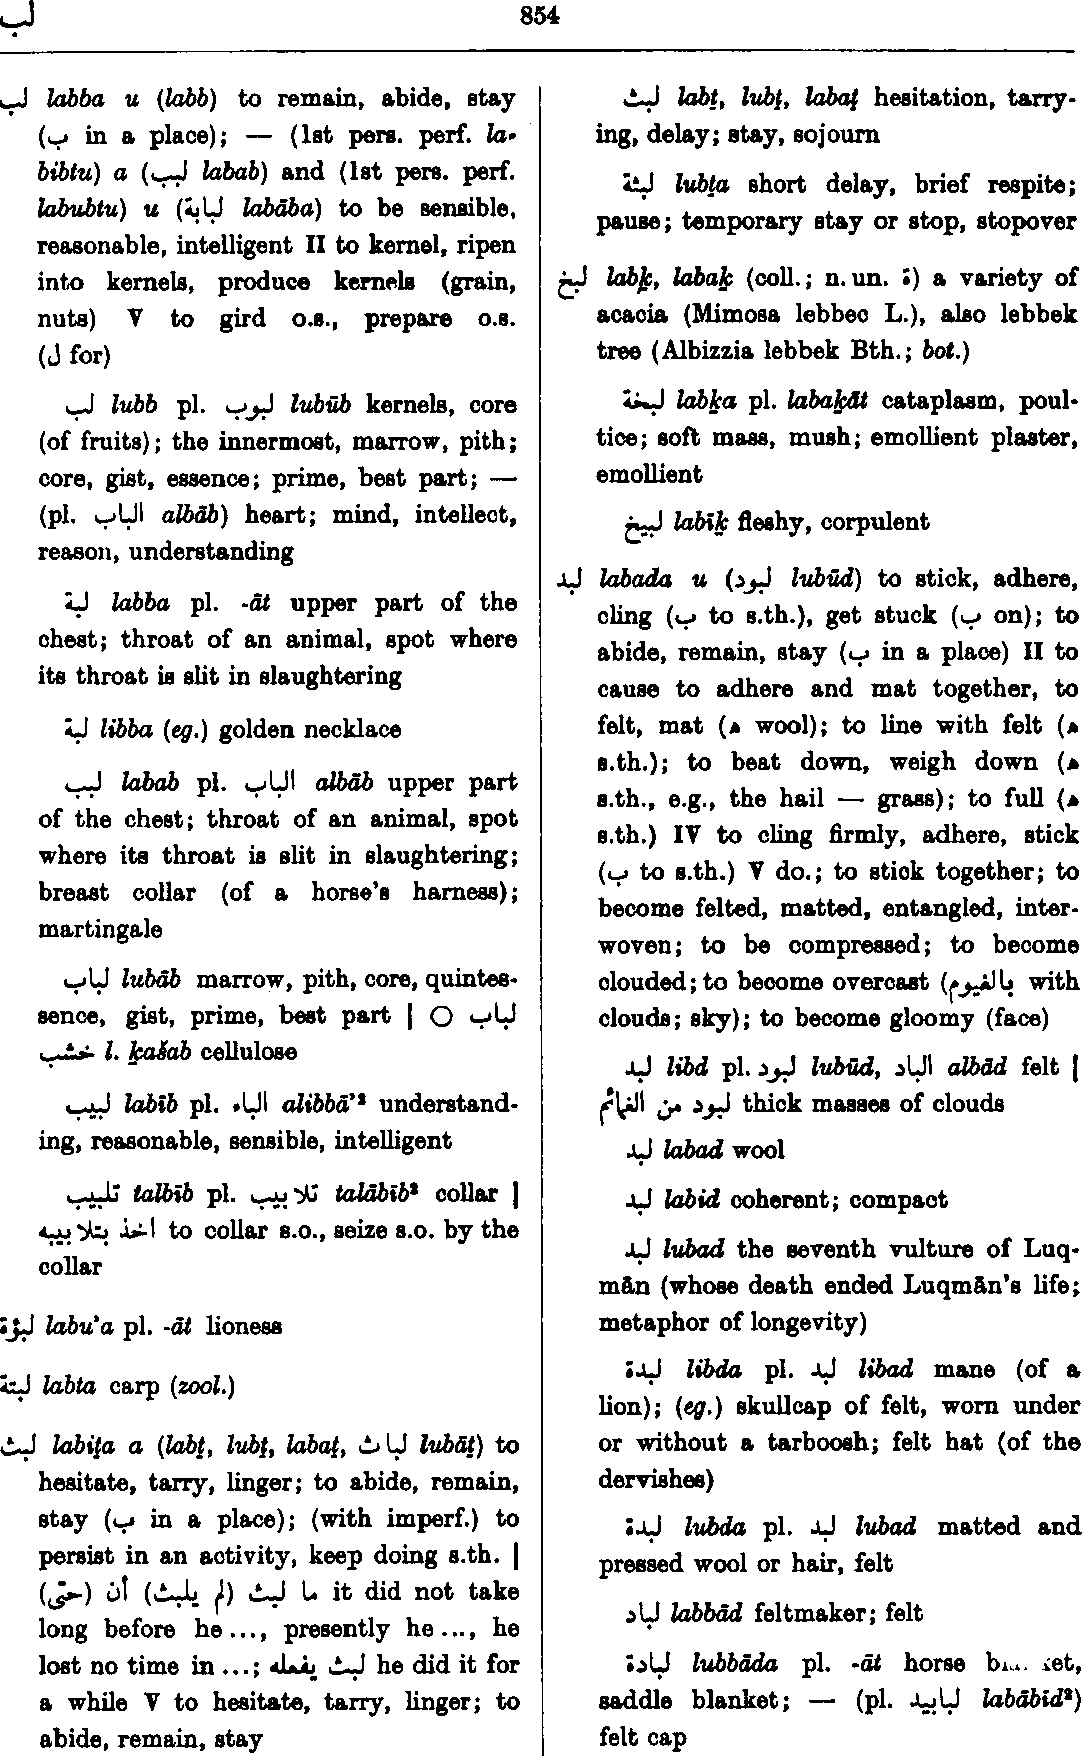 لب
854
لب labba u (labb) to remain, abide, stay
(ب in a place); — (1st pers. perf. la-
bibtu) a (لبب labab) and (1st pers. perf.
labubtu) u (لبابة labāba) to be sensible,
reasonable, intelligent II to kernel, ripen
into kernels, produce kernels (grain,
nuts) V to gird o.s., prepare o.s.
(ل for)
لب lubb pl. لبوب lubūb kernels, core
(of fruits); the innermost, marrow, pith;
core, gist, essence; prime, best part; —
(pl. الباب albāb) heart; mind, intellect,
reason, understanding
لبة labba pl. -āt upper part of the
chest; throat of an animal, spot where
its throat is slit in slaughtering
لبة libba (eg.) golden necklace
لبب labab pl. الباب albāb upper part
of the chest; throat of an animal, spot
where its throat is slit in slaughtering;
breast collar (of a horse's harness);
martingale
لباب lubāb marrow, pith, core, quintes-
sence, gist, prime, best part | ○ لباب
خشب l. ḵašab cellulose
لبيب labīb pl. الباء alibbā'² understand-
ing, reasonable, sensible, intelligent
تلبيب talbīb pl. تلابيب talābīb² collar |
اخذ بتلابيبه to collar s.o., seize s.o. by the
collar
لبؤة labu'a pl. -āt lioness
لبتة labta carp (zool.)
لبث labiṯa a (labṯ, lubṯ, labaṯ, لباث lubāṯ) to
hesitate, tarry, linger; to abide, remain,
stay (ب in a place); (with imperf.) to
persist in an activity, keep doing s.th. |
ما لبث (لم يلبث) أن (حتى) it did not take
long before he ..., presently he ..., he
lost no time in ...; لبث يفعله he did it for
a while V to hesitate, tarry, linger; to
abide, remain, stay
لبث labṯ, lubṯ, labaṯ hesitation, tarry-
ing, delay; stay, sojourn
لبثة lubṯa short delay, brief respite;
pause; temporary stay or stop, stopover
لبخ labḵ, labaḵ (coll.; n. un. ة) a variety of
acacia (Mimosa lebbec L.), also lebbek
tree (Albizzia lebbek Bth.; bot.)
لبخة labḵa pl. labaḵāt cataplasm, poul-
tice; soft mass, mush; emollient plaster,
emollient
لبيخ labīḵ fleshy, corpulent
لبد labada u (لبود lubūd) to stick, adhere,
cling (ب to s.th.), get stuck (ب on); to
abide, remain, stay (ب in a place) II to
cause to adhere and mat together, to
felt, mat (ه wool); to line with felt (ه
s.th.); to beat down, weigh down (ه
s.th., e.g., the hail — grass); to full (ه
s.th.) IV to cling firmly, adhere, stick
(ب to s.th.) V do.; to stick together; to
become felted, matted, entangled, inter-
woven; to be compressed; to become
clouded; to become overcast (بالغيوم with
clouds; sky); to become gloomy (face)
لبد libd pl. لبود lubūd, الباد albād felt |
لبود من الغمائم thick masses of clouds
لبد labad wool
لبد labid coherent; compact
لبد lubad the seventh vulture of Luq-
mān (whose death ended Luqmān's life;
metaphor of longevity)
لبدة libda pl. لبد libad mane (of a
lion); (eg.) skullcap of felt, worn under
or without a tarboosh; felt hat (of the
dervishes)
لبدة lubda pl. لبد lubad matted and
pressed wool or hair, felt
لباد labbād feltmaker; felt
لبادة lubbāda pl. -āt horse
saddle blanket; — (pl. لبابيد labābīd²)
felt cap